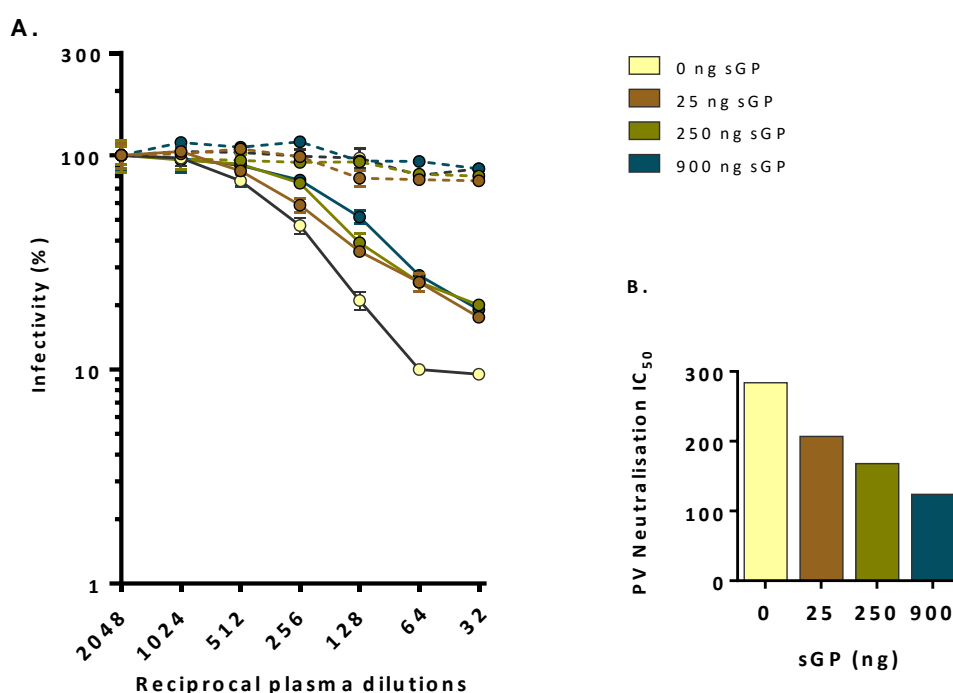 A.
300
100
10
1
Infectivity (%)
2048 1024 512 256 128 64 32
Reciprocal plasma dilutions
0 ng sGP
25 ng sGP
250 ng sGP
900 ng sGP
B.
300
200
100
0
PV Neutralisation IC50
0 25 250 900
sGP (ng)